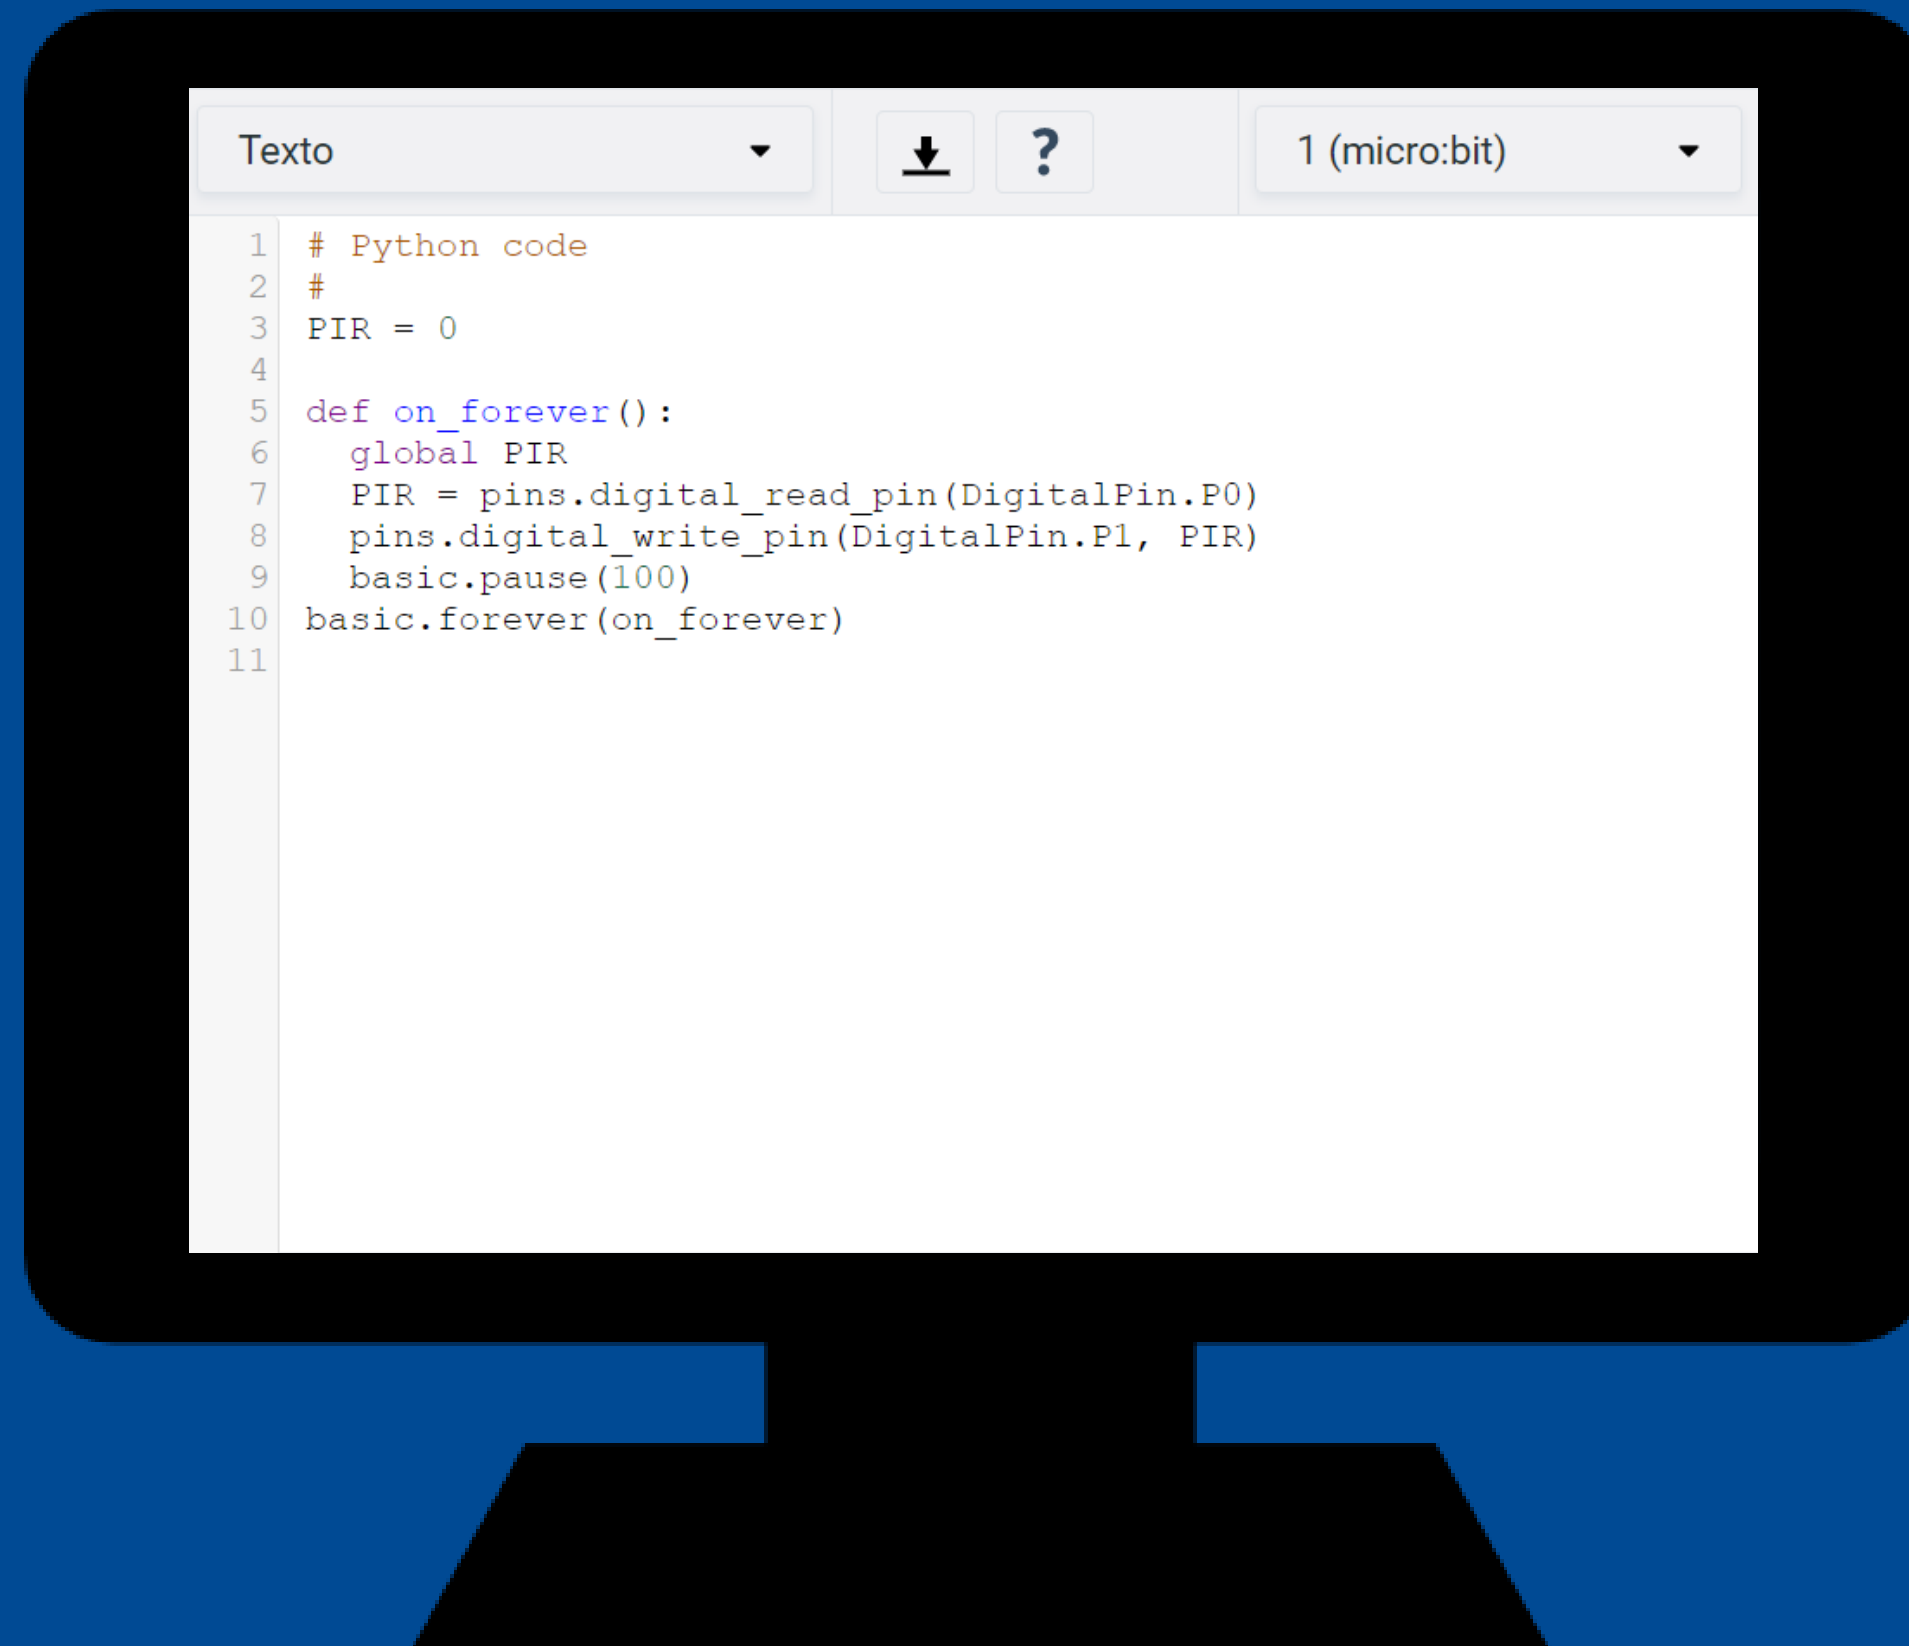 Texto
?
1 (micro:bit)
1 # Python code
2 #
3 PIR = 0
4
5 def on_forever():
6   global PIR
7   PIR = pins.digital_read_pin(DigitalPin.P0)
8   pins.digital_write_pin(DigitalPin.P1, PIR)
9   basic.pause(100)
10 basic.forever(on_forever)
11